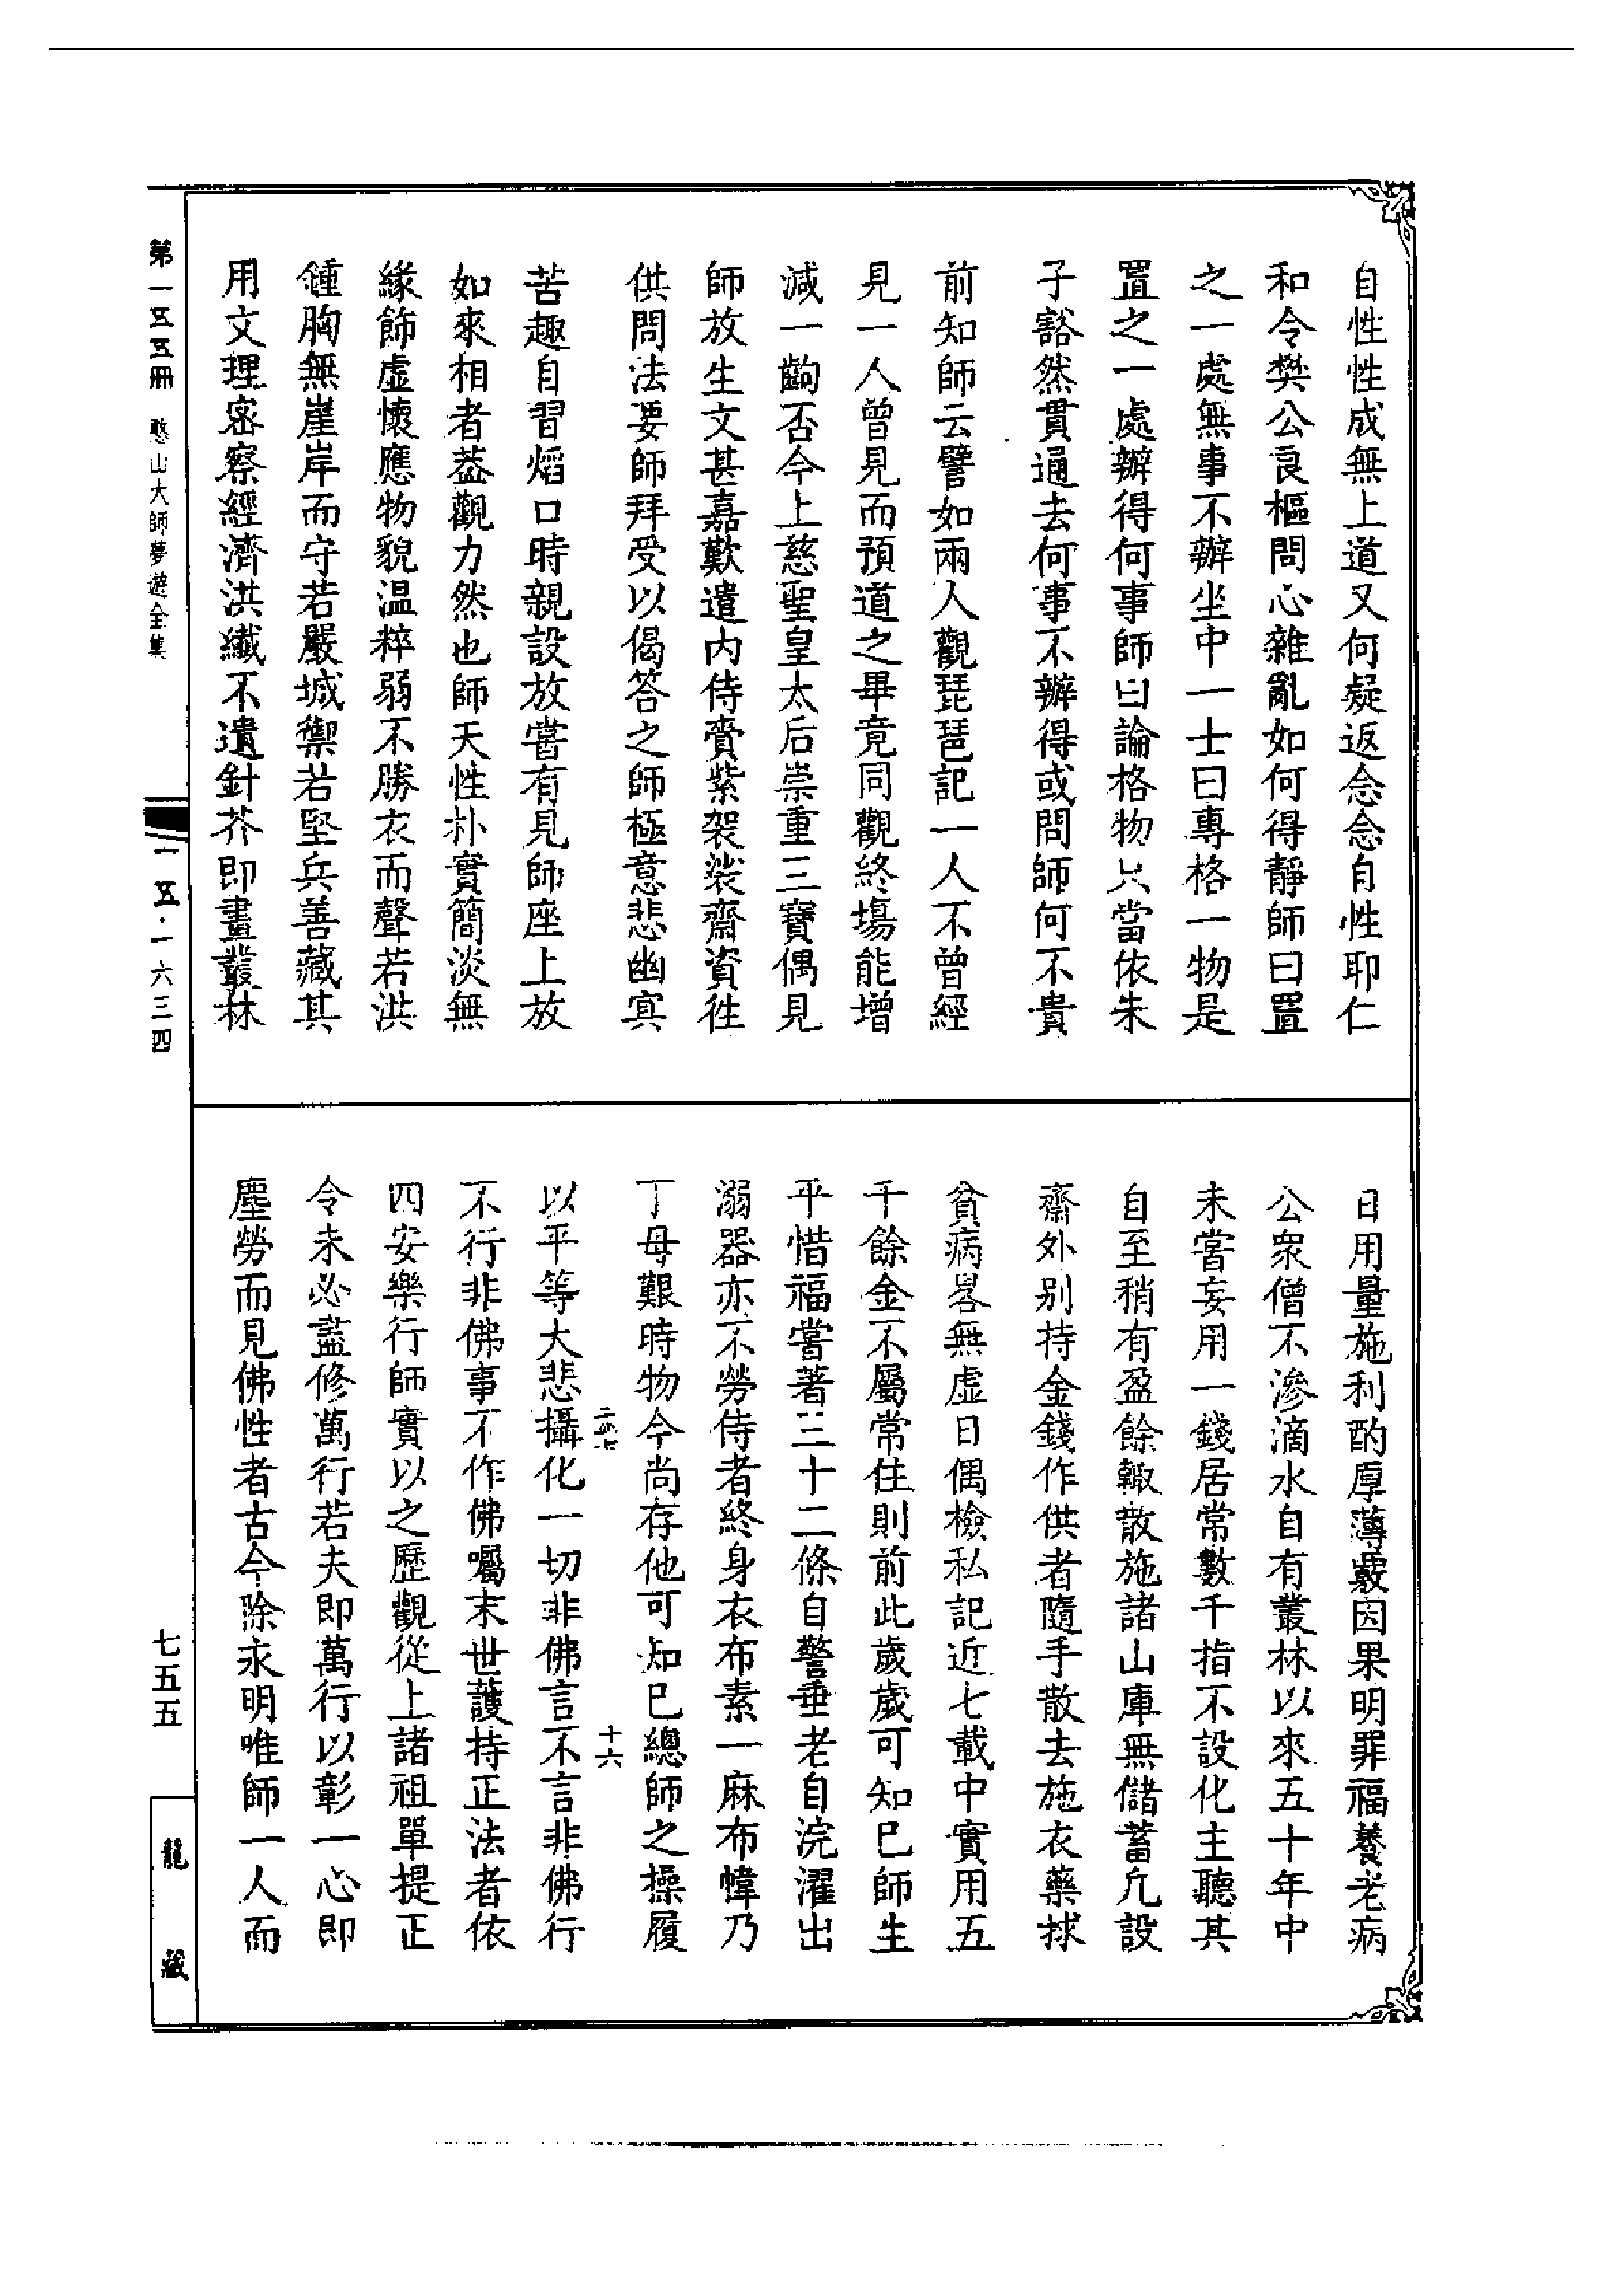 自性性成無上道又何疑返念念自性耶仁
和令樊公良樞問心雜亂如何得靜師曰置
之一處無事不辦坐中一士曰專格一物是
置之一處辦得何事師曰論格物只當依朱
子豁然貫通去何事不辦得或問師何不貴
前知師云譬如兩人觀琵琶記一人不曾經
見一人曾見而預道之畢竟同觀終塲能增
減一齣否今上慈聖皇太后崇重三寶偶見
師放生文甚嘉歎遣内侍賫紫袈裟齋資徃
供問法要師拜受以偈答之師極意悲幽冥
苦趣自習燄口時親設放嘗有見師座上放
如來相者葢觀力然也師天性朴實簡淡無
緣飾虛懷應物貌温粹弱不勝衣而聲若洪
鍾胸無崖岸而守若嚴城禦若堅兵善藏其
用文理密察經濟洪纖不遺針芥即畫叢林
日用量施利酌厚薄覈因果明罪福養老病
公衆僧不滲滴水自有叢林以來五十年中
未嘗妄用一錢居常數千指不設化主聽其
自至稍有盈餘輙散施諸山庫無儲蓄凢設
齋外别持金錢作供者隨手散去施衣藥捄
貧病畧無虛日偶檢私記近七載中實用五
千餘金不屬常住則前此歲歲可知巳師生
平惜福嘗著三十二條自警垂老自浣濯出
溺器亦不勞侍者終身衣布素一麻布幃乃
丁母艱時物今尚存他可知巳總師之操履
十六
以平等大悲攝化一切非佛言不言非佛行
不行非佛事不作佛囑末世護持正法者依
四安樂行師實以之歷觀從上諸祖單提正
令未必盡修萬行若夫即萬行以彰一心即
塵勞而見佛性者古今除永明唯師一人而
第一五五冊 憨山大師夢遊全集
一五·一六三四
七五五
龍藏